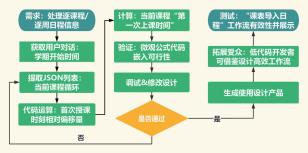 需求：处理逐课程/
逐周日程信息
获取用户对话：
学期开始时间
提取JSON列表：
当前课程循环
代码运算：首次授课
时刻相对偏移量
计算：当前课程“第
一次上课时间”
验证：微观公式代码
嵌入可行性
调试&修改设计
是否通过
否
是
测试：“课表导入日
程”工作流有效性并展示
拓展受众：低代码开发者
可借鉴设计高效工作流
生成使用设计产品